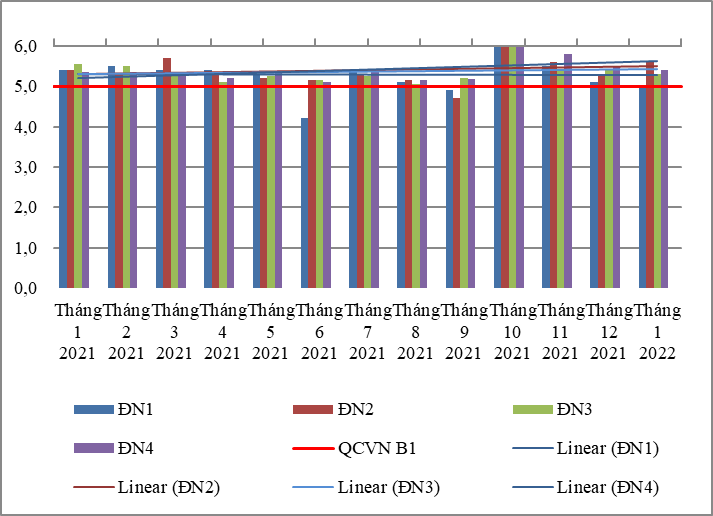 6,0
5,0
4,0
3,0
2,0
1,0
0,0
Tháng Tháng Tháng Tháng Tháng Tháng Tháng Tháng Tháng Tháng Tháng Tháng Tháng
1 2 3 4 5 6 7 8 9 10 11 12 1
2021 2021 2021 2021 2021 2021 2021 2021 2021 2021 2021 2021 2022
ĐN1 ĐN2 ĐN3
ĐN4 QCVN B1 Linear (ĐN1)
Linear (ĐN2) Linear (ĐN3) Linear (ĐN4)